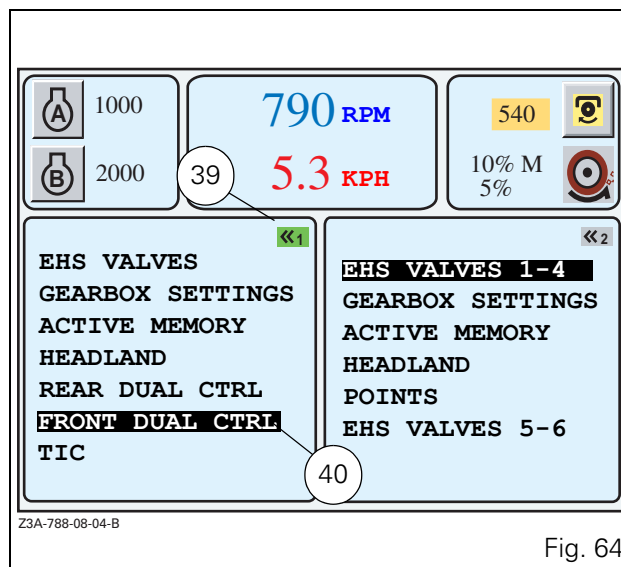 A 1000
B 2000
790 RPM
5.3 KPH
540
10% M
5%
39
«1
EHS VALVES
GEARBOX SETTINGS
ACTIVE MEMORY
HEADLAND
REAR DUAL CTRL
FRONT DUAL CTRL
TIC
«2
EHS VALVES 1-4
GEARBOX SETTINGS
ACTIVE MEMORY
HEADLAND
POINTS
EHS VALVES 5-6
40
Z3A-788-08-04-B
Fig. 64